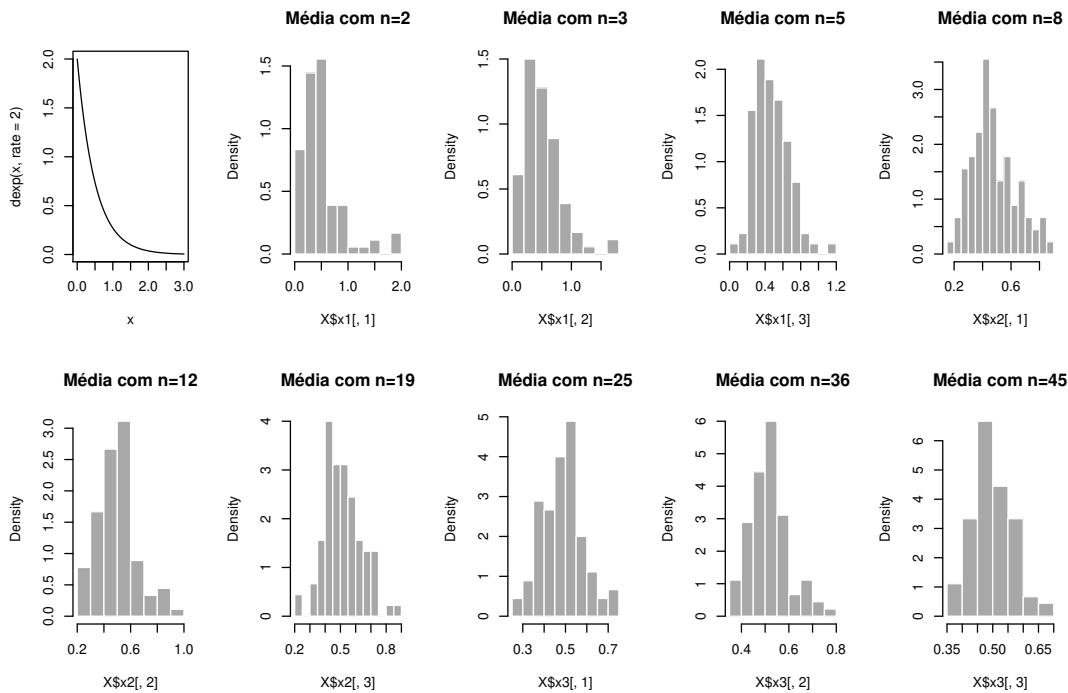 Média com n=2
Média com n=3
Média com n=5
Média com n=8
dexp(x, rate = 2)
0.0 0.5 1.0 1.5 2.0
0.0 1.0 2.0 3.0
x
Density
0.0 0.5 1.0 1.5
0.0 1.0 2.0
X$x1[, 1]
Density
0.0 0.5 1.0 1.5
0.0 1.0
X$x1[, 2]
Density
0.0 0.5 1.0 1.5 2.0
0.0 0.4 0.8 1.2
X$x1[, 3]
Density
0.0 1.0 2.0 3.0
0.2 0.6
X$x2[, 1]
Média com n=12
Média com n=19
Média com n=25
Média com n=36
Média com n=45
Density
0.0 0.5 1.0 1.5 2.0 2.5 3.0
0.2 0.6 1.0
X$x2[, 2]
Density
0 1 2 3 4
0.2 0.5 0.8
X$x2[, 3]
Density
0 1 2 3 4 5
0.3 0.5 0.7
X$x3[, 1]
Density
0 1 2 3 4 5 6
0.4 0.6 0.8
X$x3[, 2]
Density
0 1 2 3 4 5 6
0.35 0.50 0.65
X$x3[, 3]